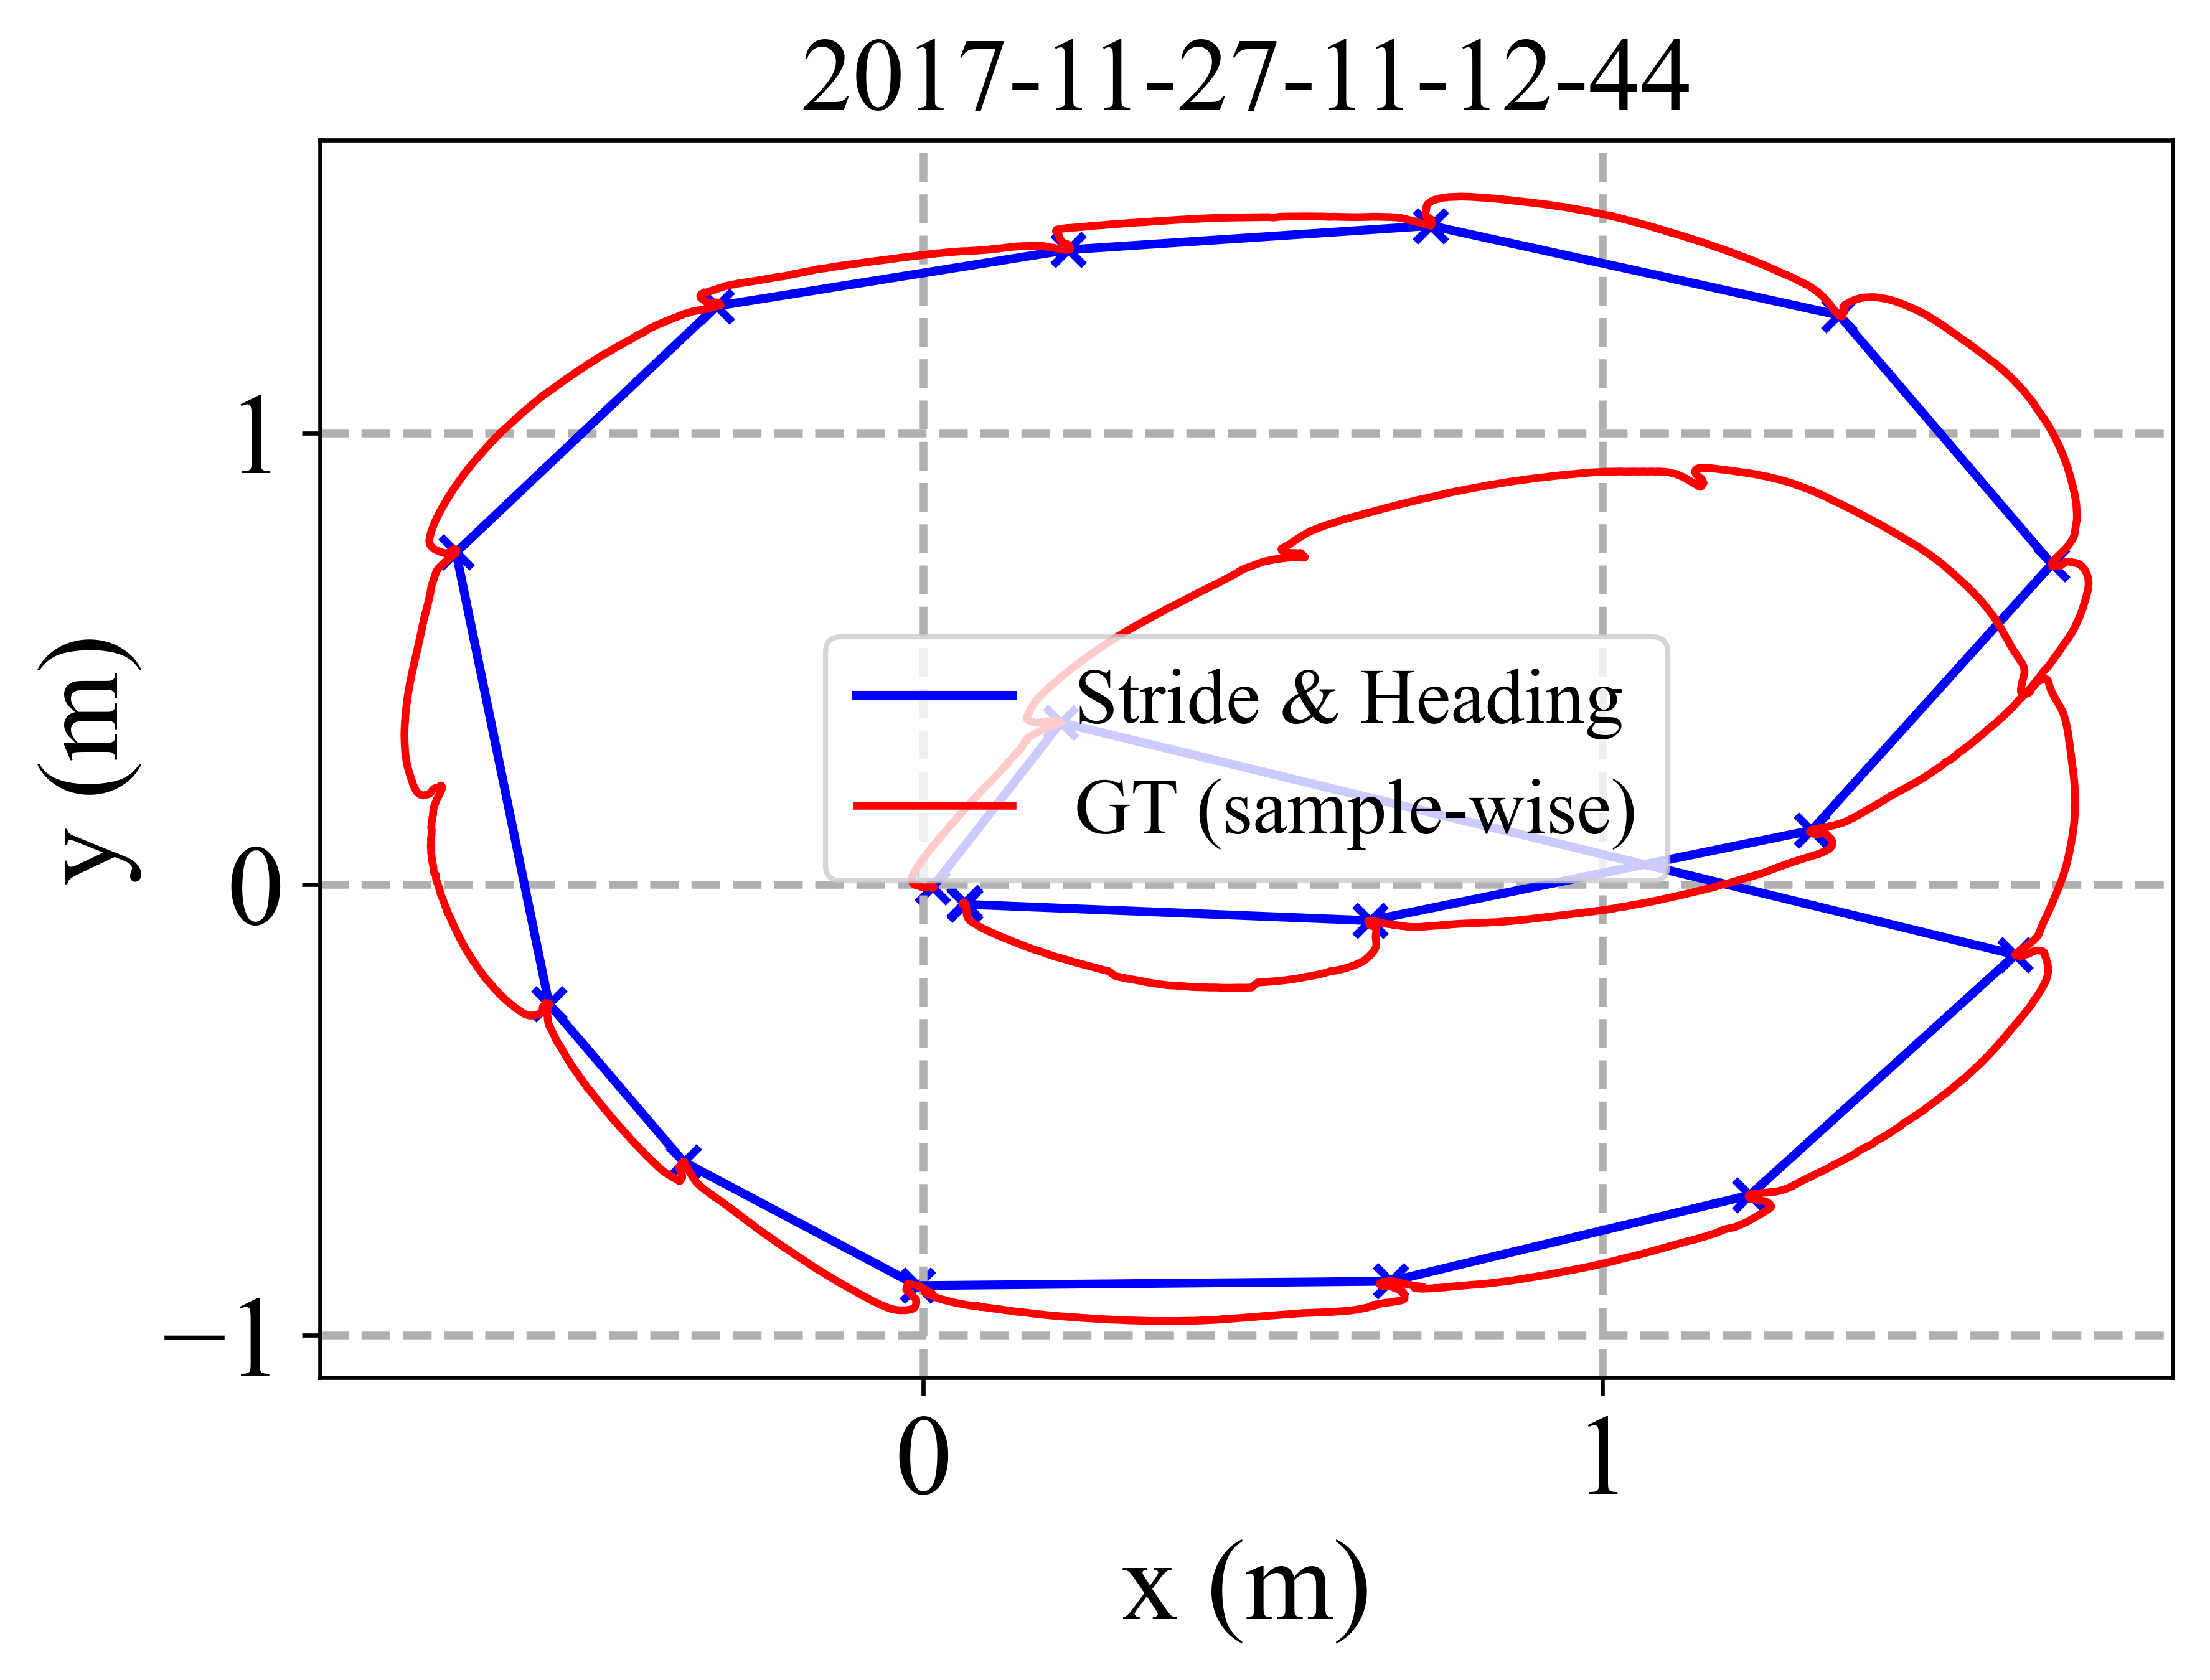 2017-11-27-11-12-44
y (m)
1
0
−1
Stride & Heading
GT (sample-wise)
0 1
x (m)